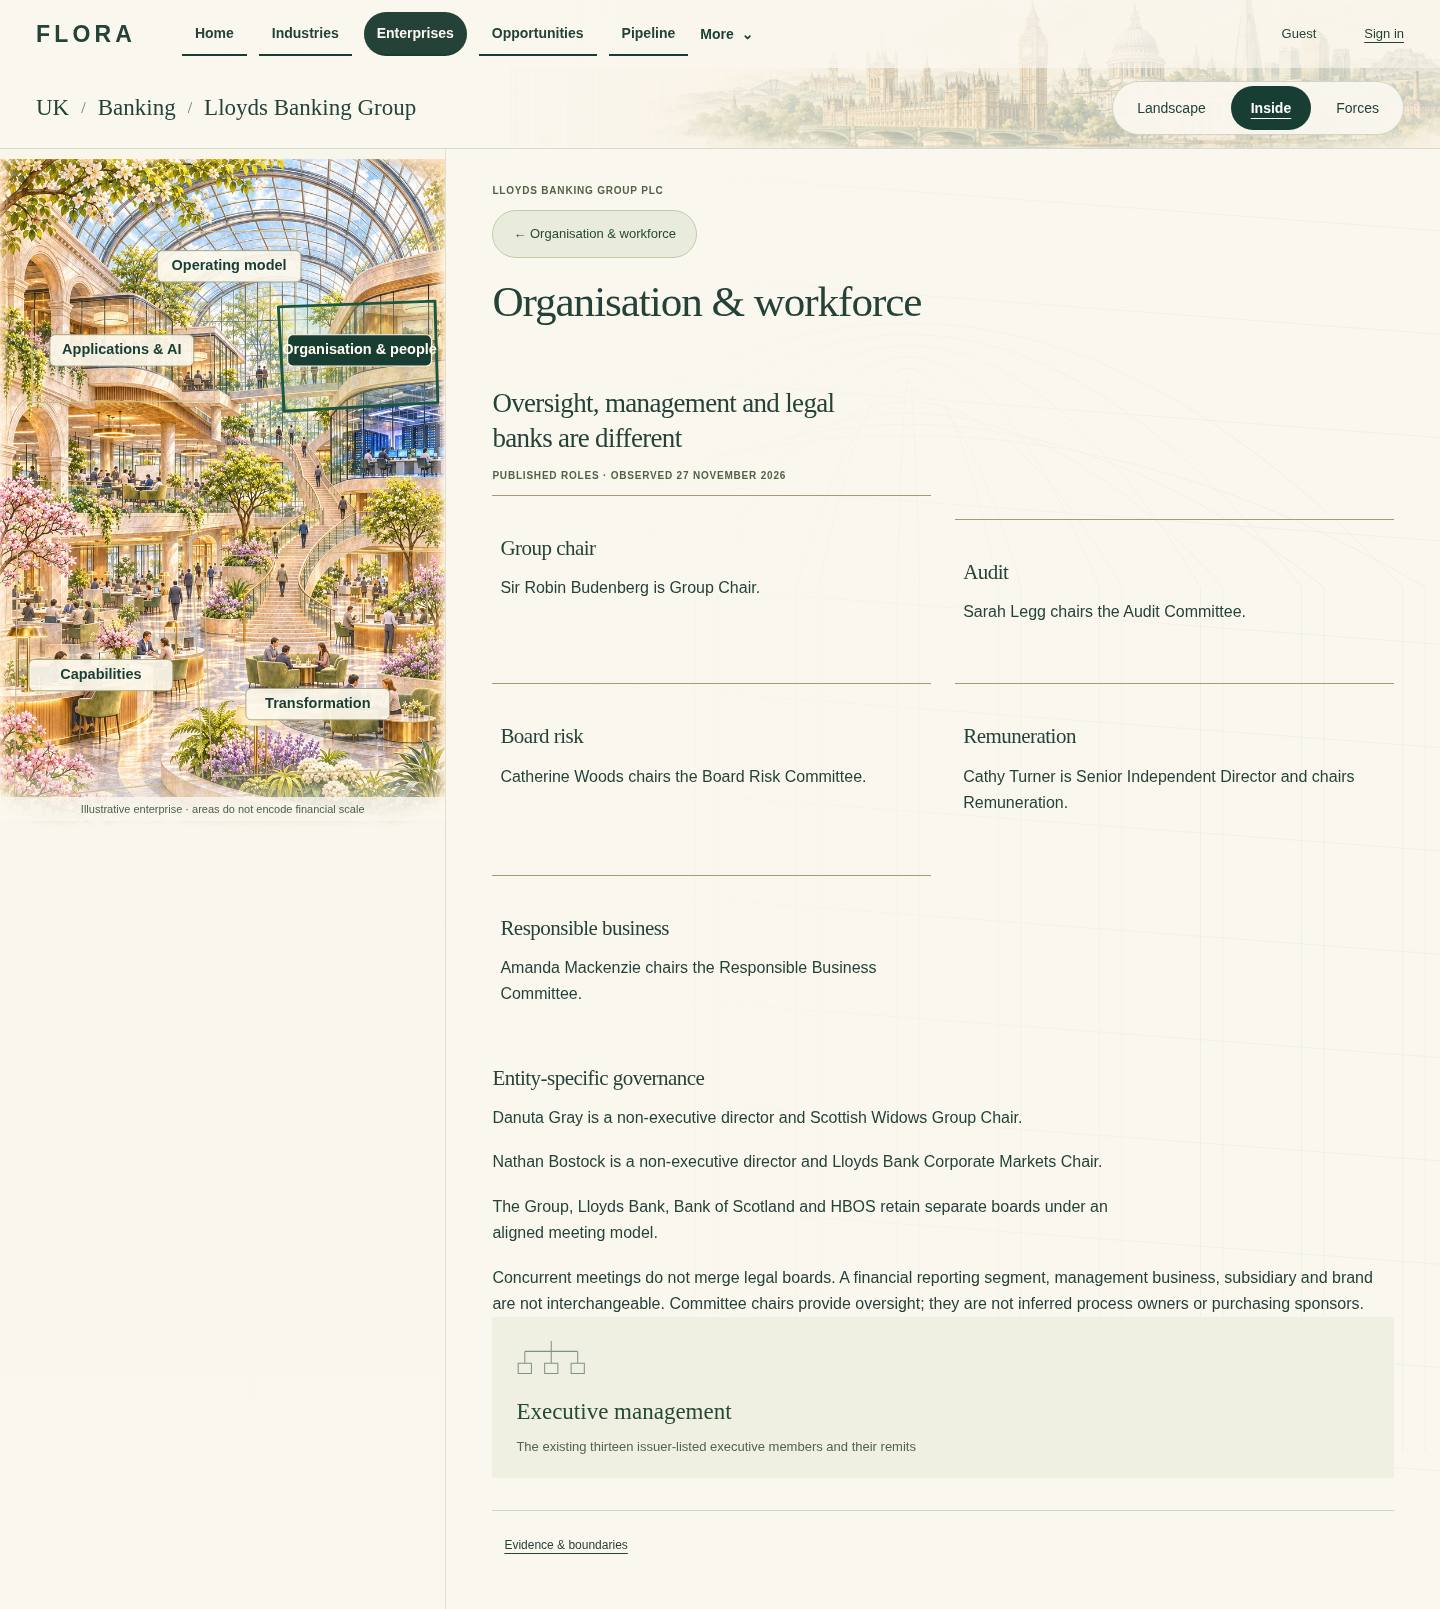 FLORA
Home
Industries
Enterprises
Opportunities
Pipeline
More
Guest
Sign in
UK / Banking / Lloyds Banking Group
Landscape
Inside
Forces
Operating model
Applications & AI
Organisation & people
Capabilities
Transformation
Illustrative enterprise · areas do not encode financial scale
LLOYDS BANKING GROUP PLC
← Organisation & workforce
Organisation & workforce
Oversight, management and legal
banks are different
PUBLISHED ROLES · OBSERVED 27 NOVEMBER 2026
Group chair
Sir Robin Budenberg is Group Chair.
Audit
Sarah Legg chairs the Audit Committee.
Board risk
Catherine Woods chairs the Board Risk Committee.
Remuneration
Cathy Turner is Senior Independent Director and chairs
Remuneration.
Responsible business
Amanda Mackenzie chairs the Responsible Business
Committee.
Entity-specific governance
Danuta Gray is a non-executive director and Scottish Widows Group Chair.
Nathan Bostock is a non-executive director and Lloyds Bank Corporate Markets Chair.
The Group, Lloyds Bank, Bank of Scotland and HBOS retain separate boards under an
aligned meeting model.
Concurrent meetings do not merge legal boards. A financial reporting segment, management business, subsidiary and brand
are not interchangeable. Committee chairs provide oversight; they are not inferred process owners or purchasing sponsors.
Executive management
The existing thirteen issuer-listed executive members and their remits
Evidence & boundaries